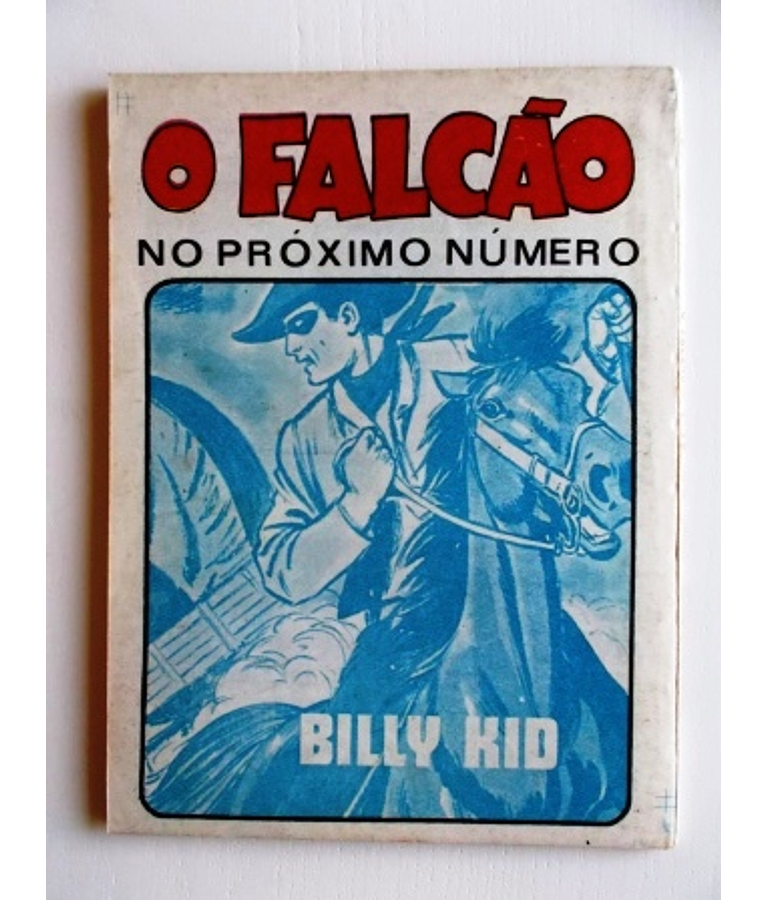 O FALCÃO
NO PRÓXIMO NÚMERO
BILLY KID